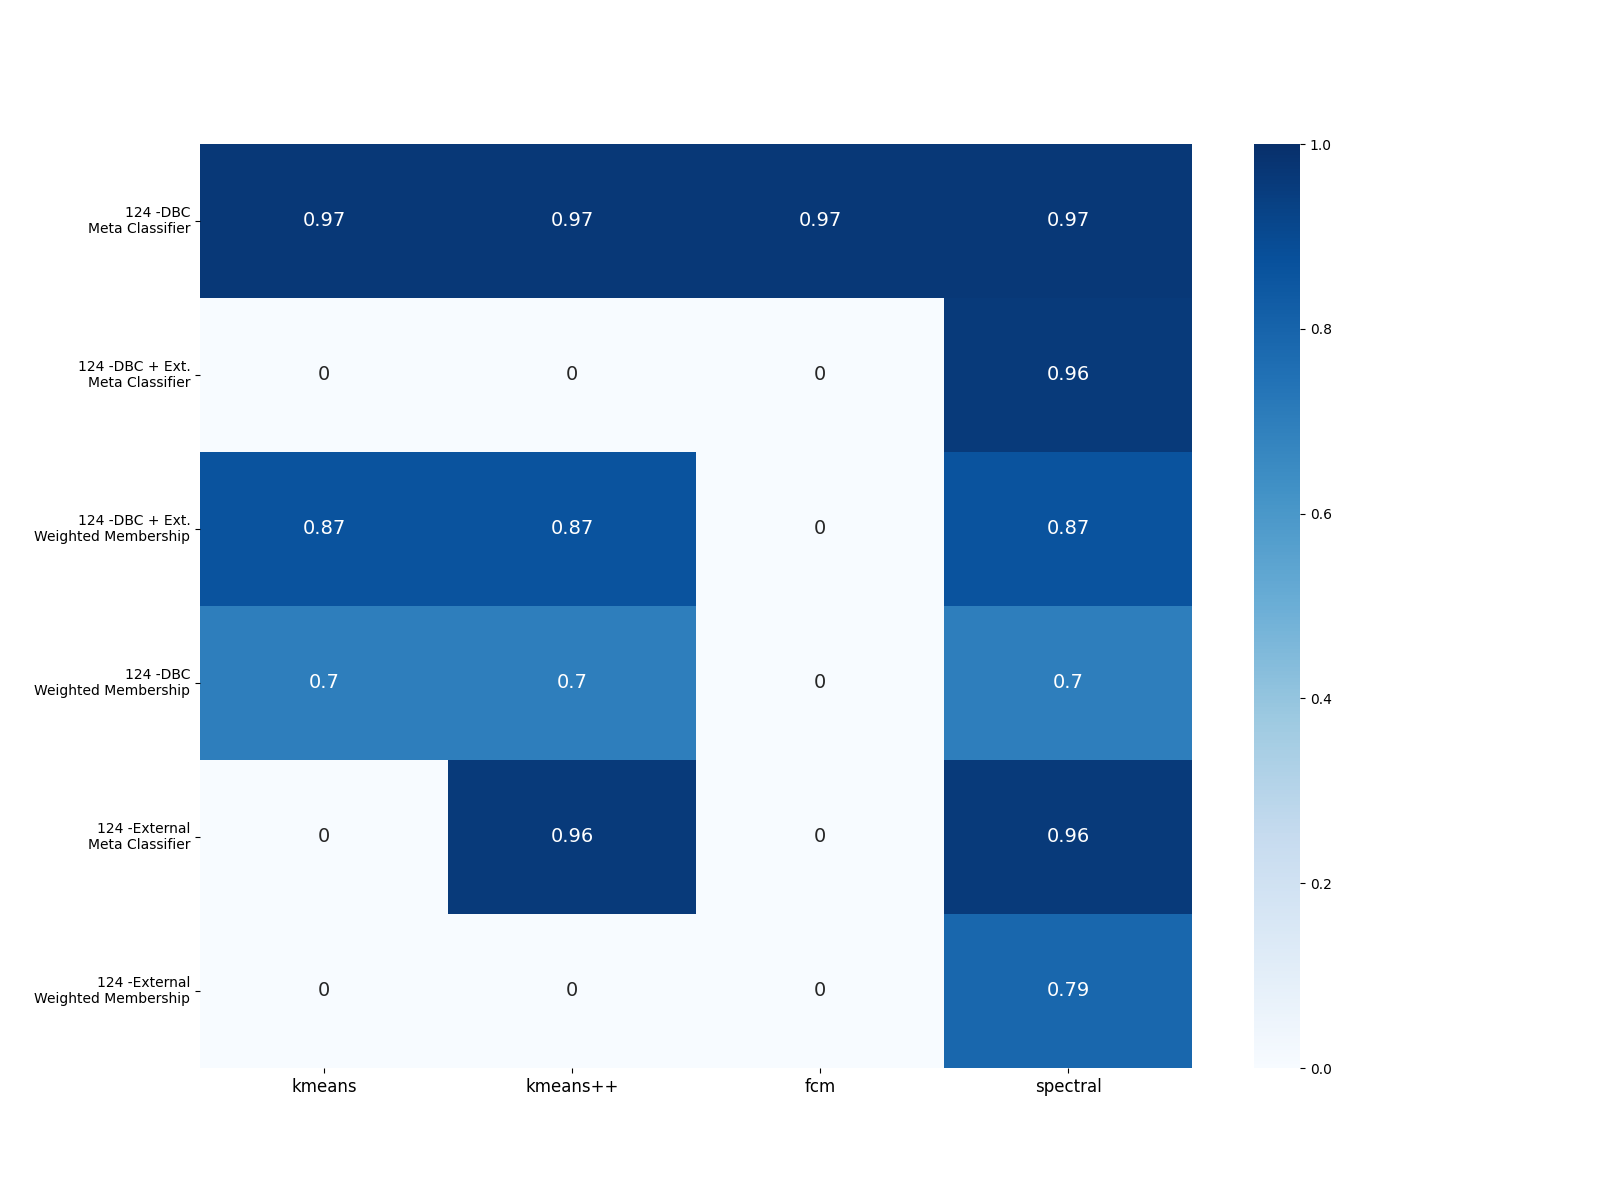 124 -DBC
Meta Classifier
0.97 0.97 0.97 0.97
124 -DBC + Ext.
Meta Classifier
0 0 0 0.96
124 -DBC + Ext.
Weighted Membership
0.87 0.87 0 0.87
124 -DBC
Weighted Membership
0.7 0.7 0 0.7
124 -External
Meta Classifier
0 0.96 0 0.96
124 -External
Weighted Membership
0 0 0 0.79
kmeans kmeans++ fcm spectral
1.0
0.8
0.6
0.4
0.2
0.0